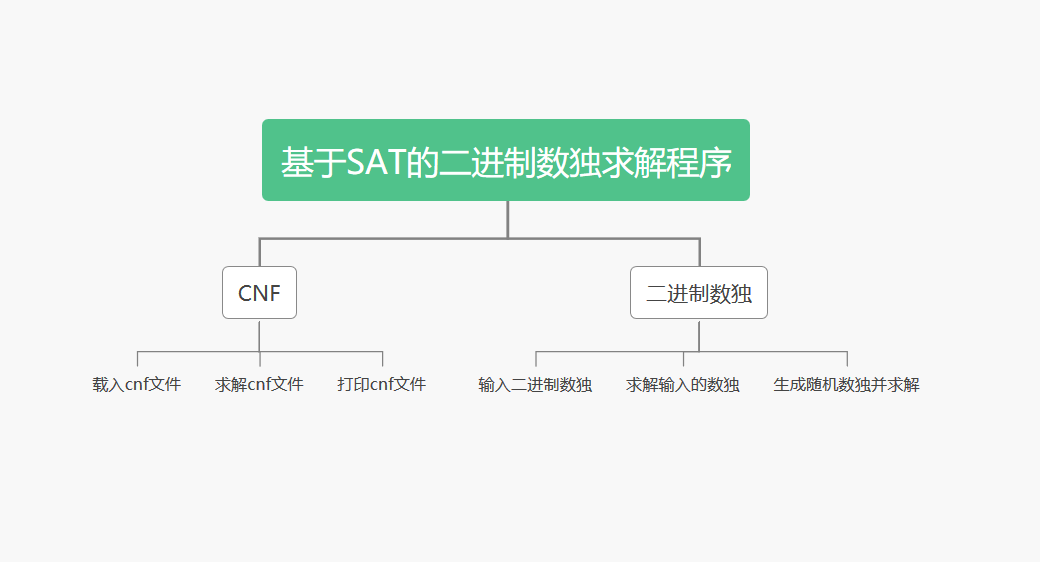 基于SAT的二进制数独求解程序
CNF
二进制数独
载入cnf文件
求解cnf文件
打印cnf文件
输入二进制数独
求解输入的数独
生成随机数独并求解